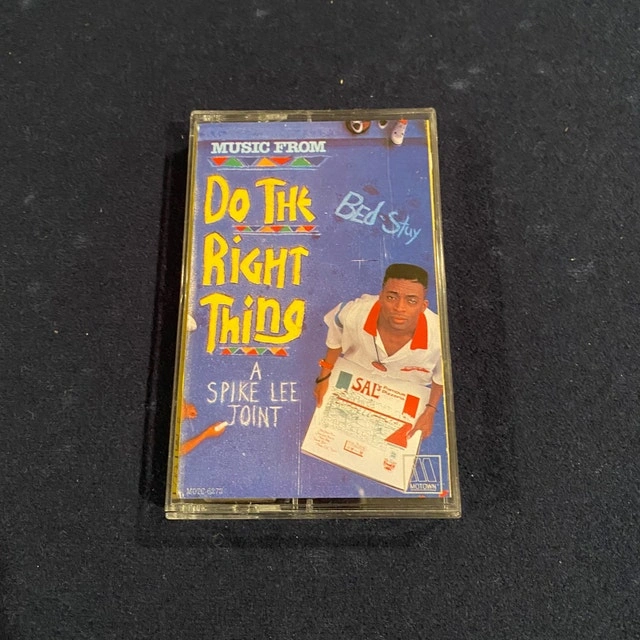 MUSIC FROM
DO THE
RIGHT
THING
A
SPIKE LEE
JOINT
BEd-Stuy
SAL'S
MOTOWN